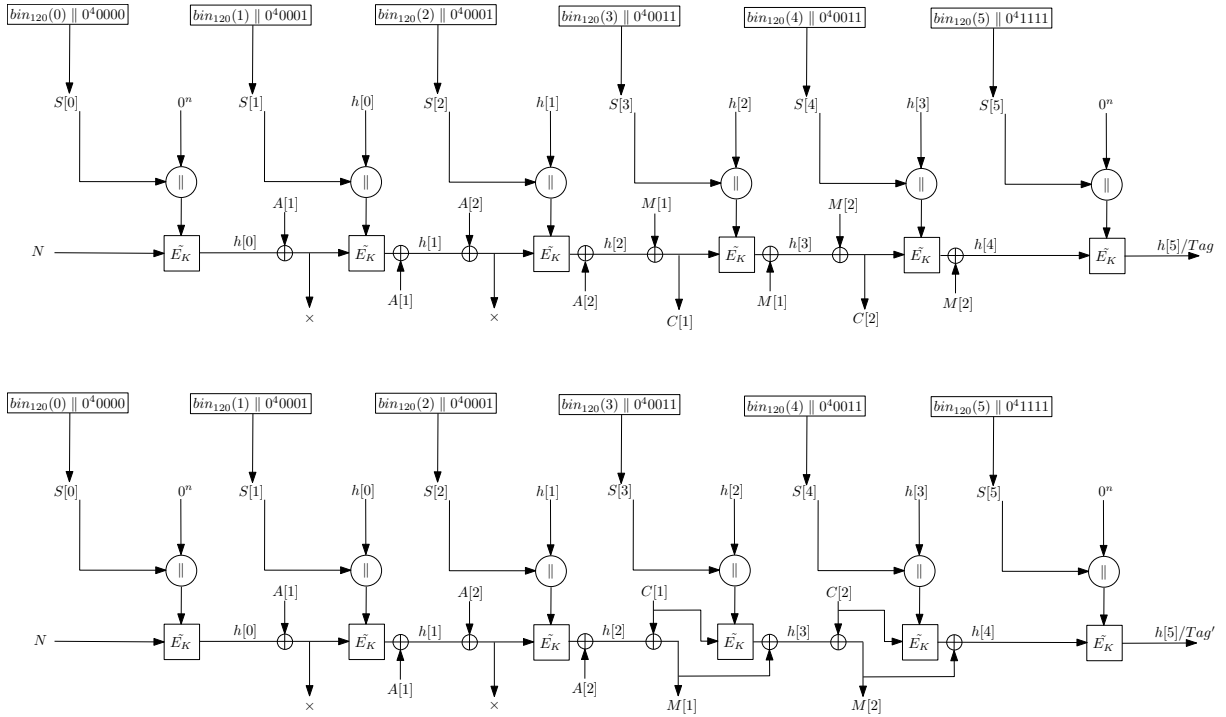 bin₁₂₀(0) ∥ 0⁴0000 bin₁₂₀(1) ∥ 0⁴0001 bin₁₂₀(2) ∥ 0⁴0001 bin₁₂₀(3) ∥ 0⁴0011 bin₁₂₀(4) ∥ 0⁴0011 bin₁₂₀(5) ∥ 0⁴1111
S[0] 0ⁿ S[1] h[0] S[2] h[1] S[3] h[2] S[4] h[3] S[5] 0ⁿ
∥ ∥ ∥ ∥ ∥ ∥
A[1] A[2] M[1] M[2]
N Ẽ_K h[0] Ẽ_K h[1] Ẽ_K h[2] Ẽ_K h[3] Ẽ_K h[4] Ẽ_K h[5]/Tag
A[1] A[2] M[1] M[2]
× × C[1] C[2]
bin₁₂₀(0) ∥ 0⁴0000 bin₁₂₀(1) ∥ 0⁴0001 bin₁₂₀(2) ∥ 0⁴0001 bin₁₂₀(3) ∥ 0⁴0011 bin₁₂₀(4) ∥ 0⁴0011 bin₁₂₀(5) ∥ 0⁴1111
S[0] 0ⁿ S[1] h[0] S[2] h[1] S[3] h[2] S[4] h[3] S[5] 0ⁿ
∥ ∥ ∥ ∥ ∥ ∥
A[1] A[2] C[1] C[2]
N Ẽ_K h[0] Ẽ_K h[1] Ẽ_K h[2] Ẽ_K h[3] Ẽ_K h[4] Ẽ_K h[5]/Tag′
A[1] A[2]
× × M[1] M[2]